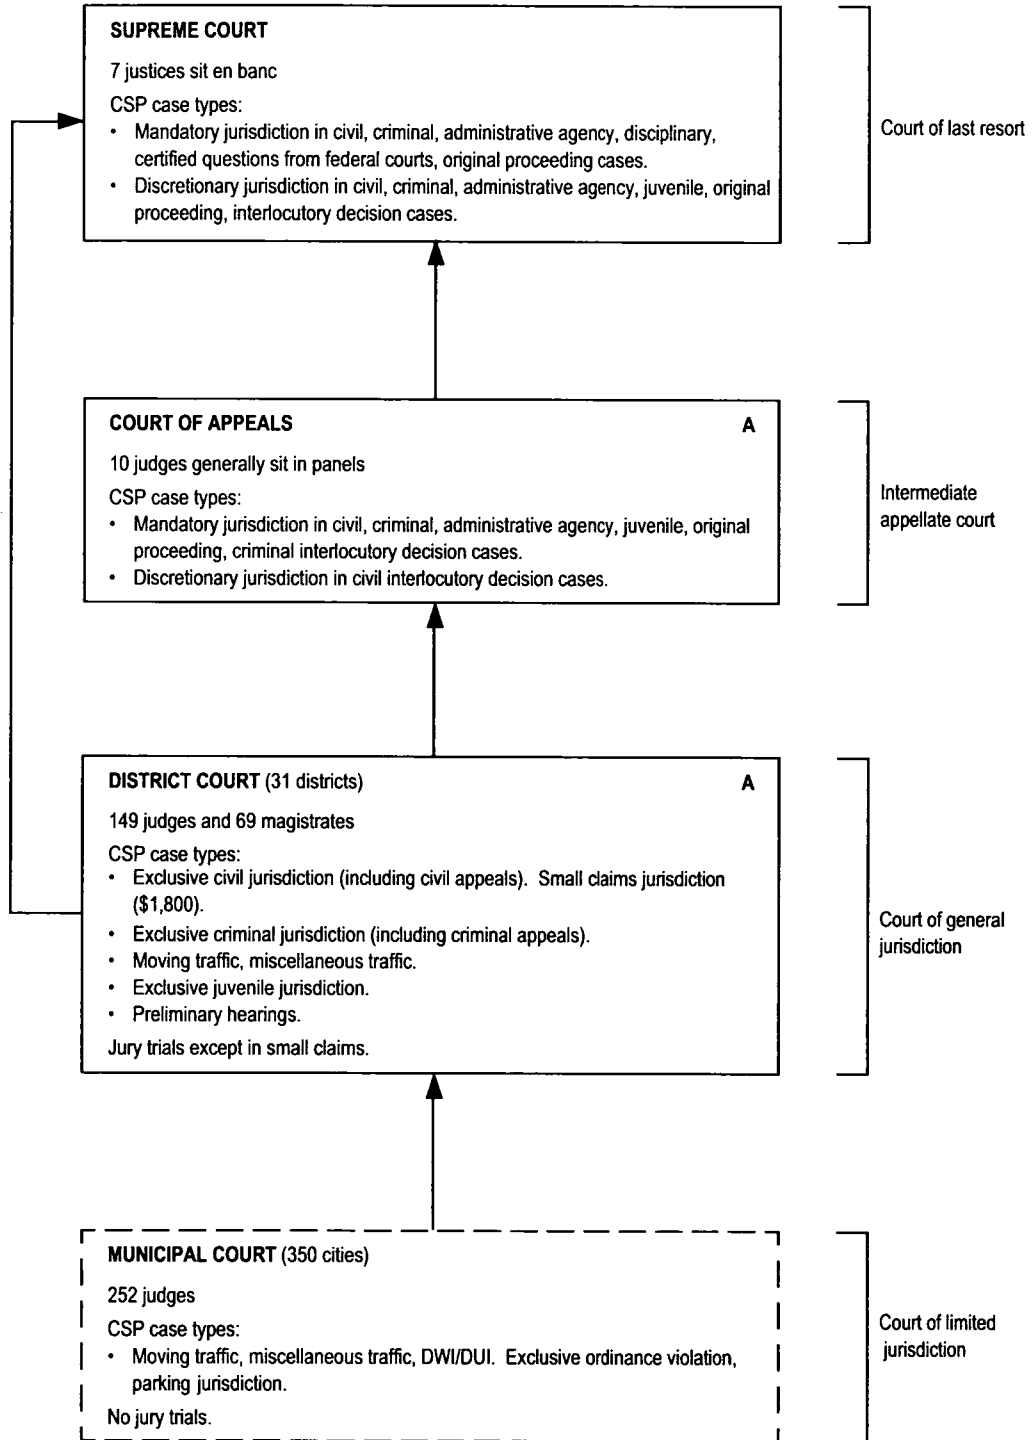 SUPREME COURT
7 justices sit en banc
CSP case types:
• Mandatory jurisdiction in civil, criminal, administrative agency, disciplinary,
certified questions from federal courts, original proceeding cases.
• Discretionary jurisdiction in civil, criminal, administrative agency, juvenile, original
proceeding, interlocutory decision cases.
Court of last resort
COURT OF APPEALS A
10 judges generally sit in panels
CSP case types:
• Mandatory jurisdiction in civil, criminal, administrative agency, juvenile, original
proceeding, criminal interlocutory decision cases.
• Discretionary jurisdiction in civil interlocutory decision cases.
Intermediate
appellate court
DISTRICT COURT (31 districts) A
149 judges and 69 magistrates
CSP case types:
• Exclusive civil jurisdiction (including civil appeals). Small claims jurisdiction
($1,800).
• Exclusive criminal jurisdiction (including criminal appeals).
• Moving traffic, miscellaneous traffic.
• Exclusive juvenile jurisdiction.
• Preliminary hearings.
Jury trials except in small claims.
Court of general
jurisdiction
MUNICIPAL COURT (350 cities)
252 judges
CSP case types:
• Moving traffic, miscellaneous traffic, DWI/DUI. Exclusive ordinance violation,
parking jurisdiction.
No jury trials.
Court of limited
jurisdiction